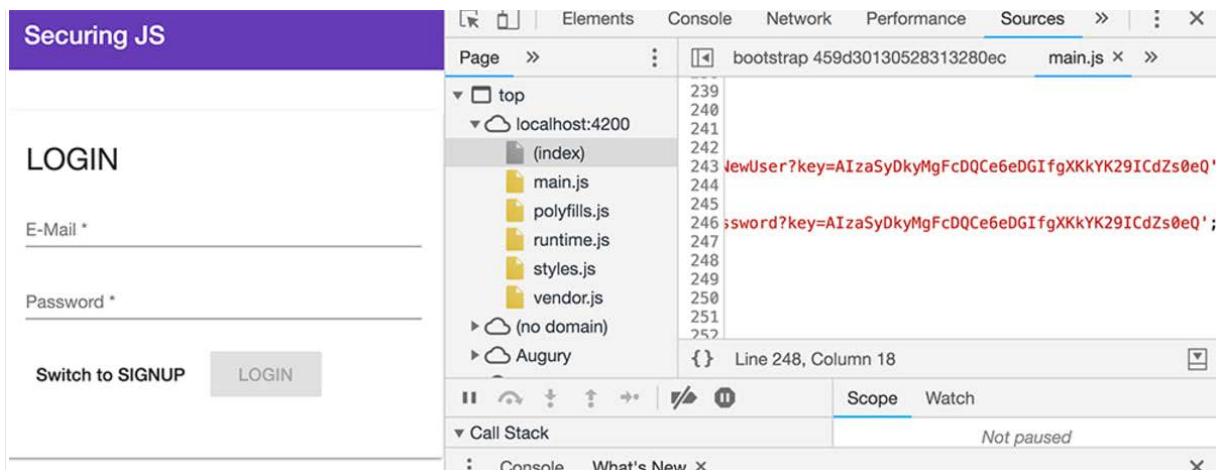 Securing JS
LOGIN
E-Mail *
Password *
Switch to SIGNUP
LOGIN
Elements Console Network Performance Sources »
Page »
bootstrap 459d30130528313280ec main.js × »
top
localhost:4200
(index)
main.js
polyfills.js
runtime.js
styles.js
vendor.js
(no domain)
Augury
239
240
241
242
243 NewUser?key=AIzaSyDkyMgFcDQCe6eDGIfgXKkYK29ICdZs0eQ'
244
245
246 ssword?key=AIzaSyDkyMgFcDQCe6eDGIfgXKkYK29ICdZs0eQ';
247
248
249
250
251
252
{} Line 248, Column 18
Scope Watch
Call Stack
Not paused
Console What's New ×